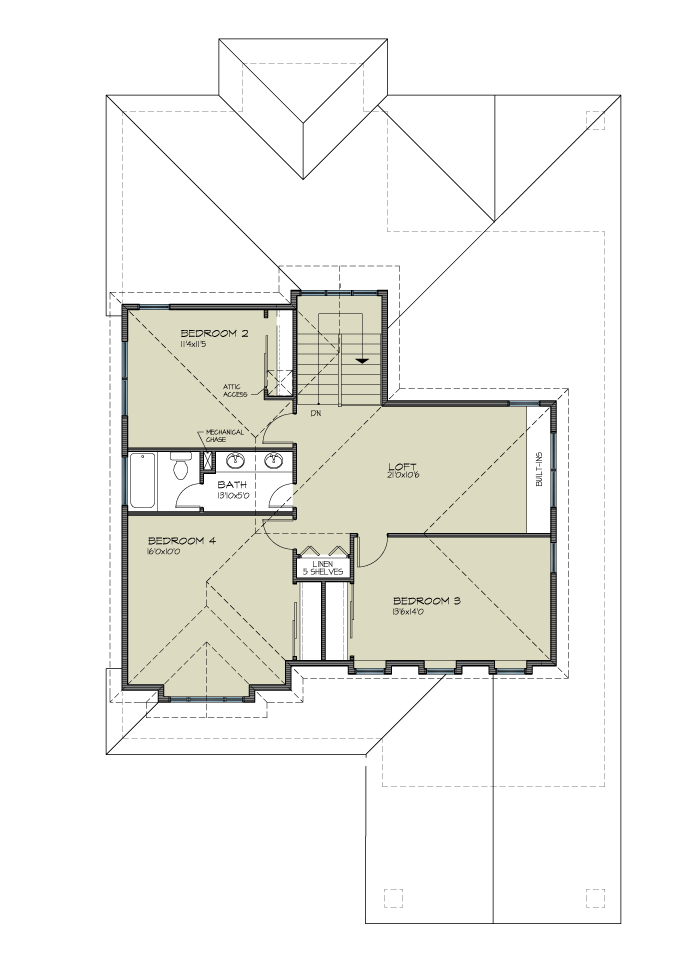 BEDROOM 2
11'4x11'5
ATTIC
ACCESS
DN
MECHANICAL
CHASE
LOFT
21'0x10'6
BUILT-INS
BATH
13'10x5'0
BEDROOM 4
16'0x10'0
LINEN
5 SHELVES
BEDROOM 3
13'6x14'0